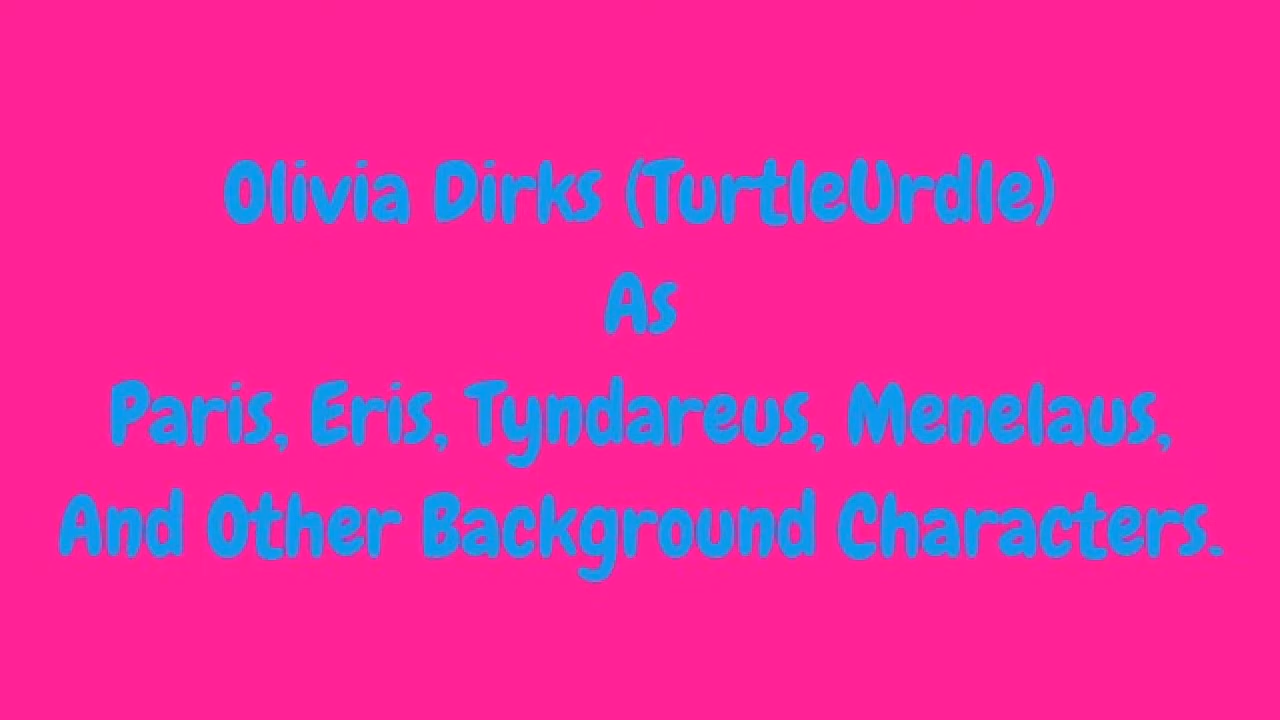 Olivia Dirks (TurtleUrdle)
As
Paris, Eris, Tyndareus, Menelaus,
And Other Background Characters.